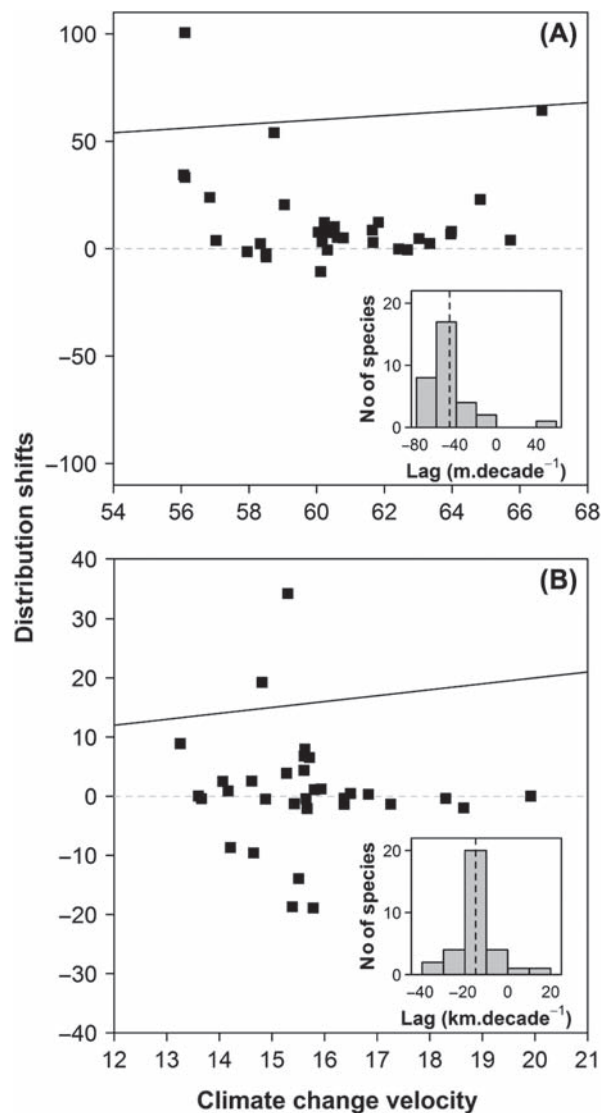 (A)
100
50
0
−50
−100
54 56 58 60 62 64 66 68
No of species
20
10
0
−80 −40 0 40
Lag (m.decade⁻¹)
Distribution shifts
(B)
40
30
20
10
0
−10
−20
−30
−40
12 13 14 15 16 17 18 19 20 21
No of species
20
10
0
−40 −20 0 20
Lag (km.decade⁻¹)
Climate change velocity